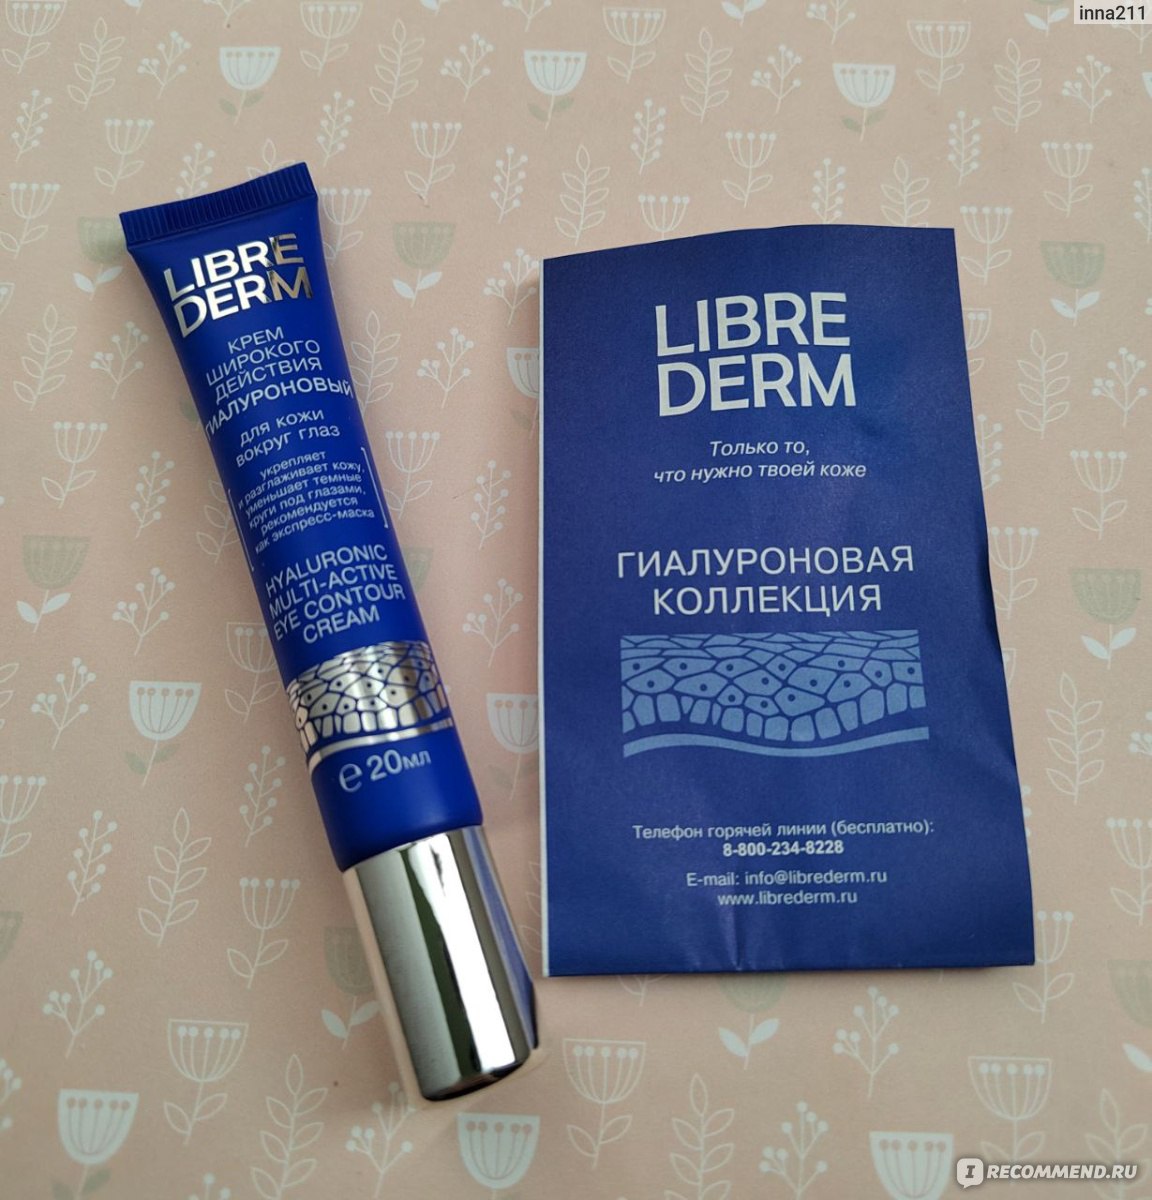 inna211
LIBRE
DERM
КРЕМ
ШИРОКОГО
ДЕЙСТВИЯ
ГИАЛУРОНОВЫЙ
для кожи
вокруг глаз
укрепляет
и разглаживает кожу,
уменьшает темные
круги под глазами,
рекомендуется
как экспресс-маска
HYALURONIC
MULTI-ACTIVE
EYE CONTOUR
CREAM
℮ 20мл
LIBRE
DERM
Только то,
что нужно твоей коже
ГИАЛУРОНОВАЯ
КОЛЛЕКЦИЯ
Телефон горячей линии (бесплатно):
8-800-234-8228
E-mail: info@librederm.ru
www.librederm.ru
IRECOMMEND.RU